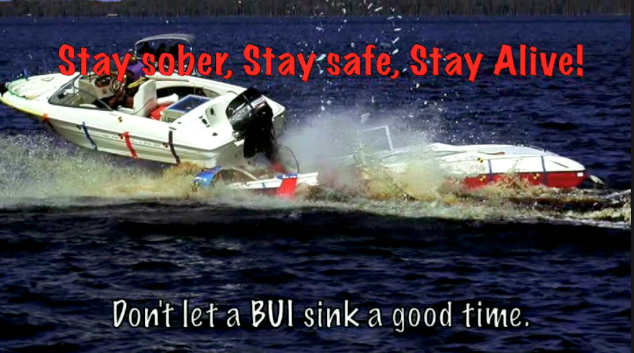 Stay sober, Stay safe, Stay Alive!
Don't let a BUI sink a good time.